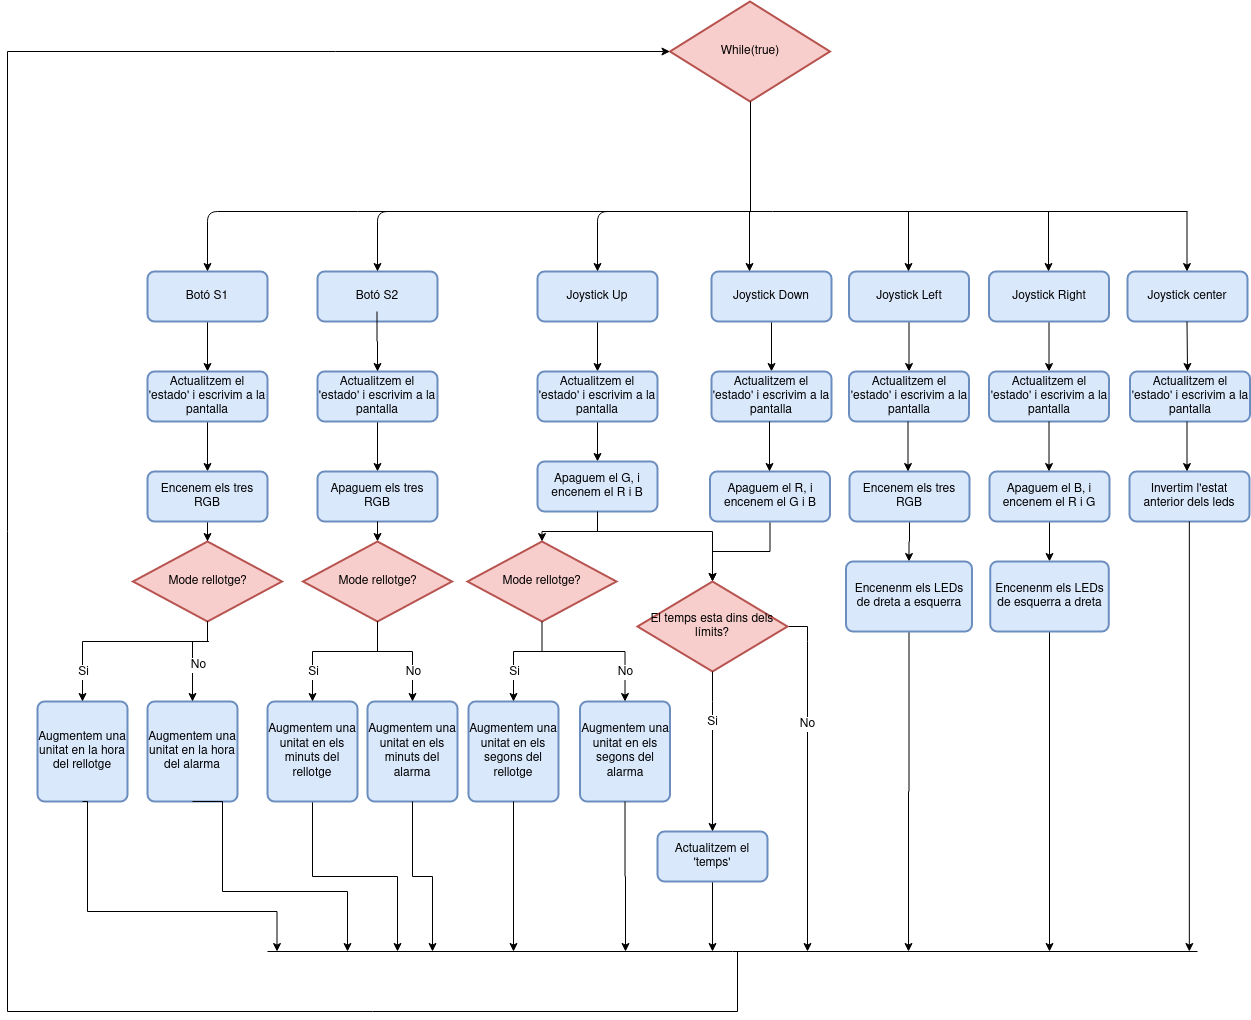 While(true)
Botó S1
Botó S2
Joystick Up
Joystick Down
Joystick Left
Joystick Right
Joystick center
Actualitzem el
'estado' i escrivim a la
pantalla
Actualitzem el
'estado' i escrivim a la
pantalla
Actualitzem el
'estado' i escrivim a la
pantalla
Actualitzem el
'estado' i escrivim a la
pantalla
Actualitzem el
'estado' i escrivim a la
pantalla
Actualitzem el
'estado' i escrivim a la
pantalla
Actualitzem el
'estado' i escrivim a la
pantalla
Encenem els tres
RGB
Apaguem els tres
RGB
Apaguem el G, i
encenem el R i B
Apaguem el R, i
encenem el G i B
Encenem els tres
RGB
Apaguem el B, i
encenem el R i G
Invertim l'estat
anterior dels leds
Mode rellotge?
Mode rellotge?
Mode rellotge?
El temps esta dins dels
límits?
Encenenm els LEDs
de dreta a esquerra
Encenenm els LEDs
de esquerra a dreta
Si
No
Si
No
Si
No
Si
No
Augmentem una
unitat en la hora
del rellotge
Augmentem una
unitat en la hora
del alarma
Augmentem una
unitat en els
minuts del
rellotge
Augmentem una
unitat en els
minuts del
alarma
Augmentem una
unitat en els
segons del
rellotge
Augmentem una
unitat en els
segons del
alarma
Actualitzem el
'temps'